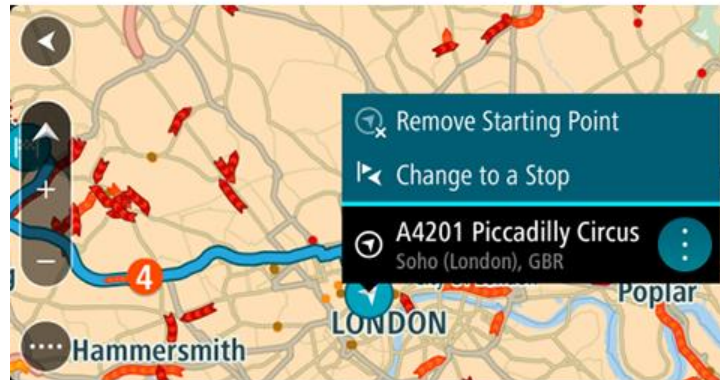 Remove Starting Point
Change to a Stop
A4201 Piccadilly Circus
Soho (London), GBR
4
Poplar
LONDON
Hammersmith